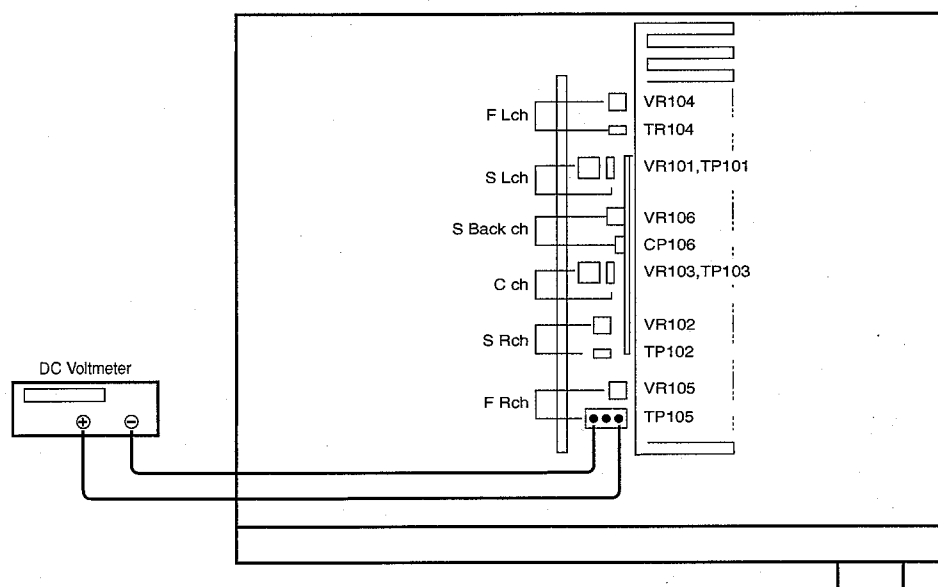 F Lch
VR104
TR104
S Lch
VR101,TP101
S Back ch
VR106
CP106
C ch
VR103,TP103
S Rch
VR102
TP102
DC Voltmeter
F Rch
VR105
TP105
+ −